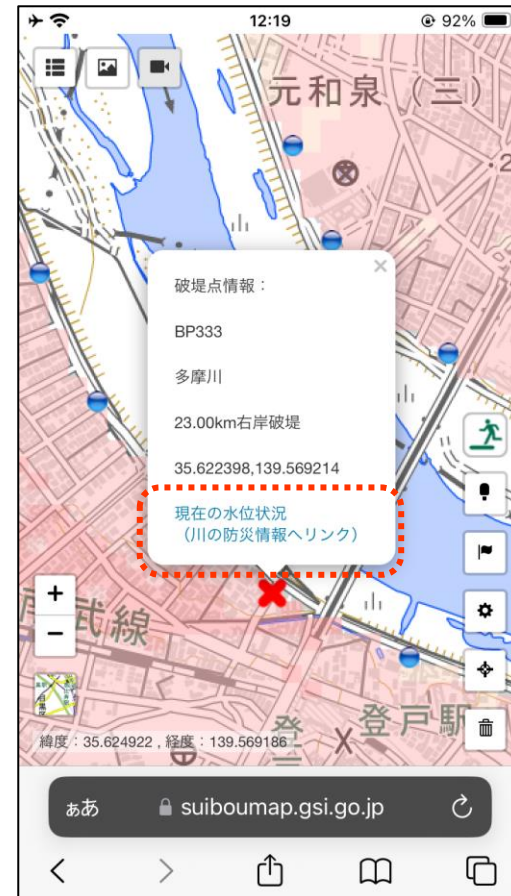 12:19
92%
元和泉（三）
2
破堤点情報：
BP333
多摩川
23.00km右岸破堤
35.622398,139.569214
現在の水位状況
（川の防災情報へリンク）
+
−
武線
登戸駅
登
緯度：35.624922 , 経度：139.569186
ぁあ
suiboumap.gsi.go.jp